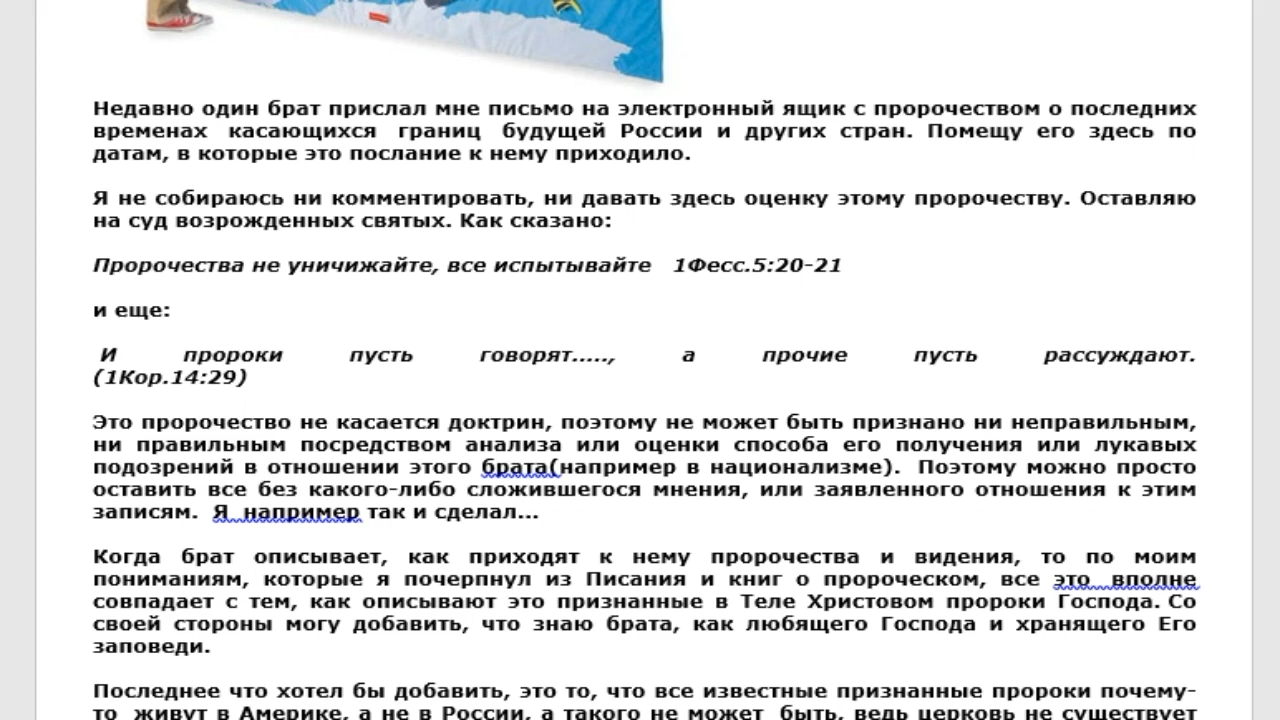 Недавно один брат прислал мне письмо на электронный ящик с пророчеством о последних
временах касающихся границ будущей России и других стран. Помещу его здесь по
датам, в которые это послание к нему приходило.
Я не собираюсь ни комментировать, ни давать здесь оценку этому пророчеству. Оставляю
на суд возрожденных святых. Как сказано:
Пророчества не уничижайте, все испытывайте 1Фесс.5:20-21
и еще:
И пророки пусть говорят....., а прочие пусть рассуждают.
(1Кор.14:29)
Это пророчество не касается доктрин, поэтому не может быть признано ни неправильным,
ни правильным посредством анализа или оценки способа его получения или лукавых
подозрений в отношении этого брата(например в национализме). Поэтому можно просто
оставить все без какого-либо сложившегося мнения, или заявленного отношения к этим
записям. Я например так и сделал...
Когда брат описывает, как приходят к нему пророчества и видения, то по моим
пониманиям, которые я почерпнул из Писания и книг о пророческом, все это вполне
совпадает с тем, как описывают это признанные в Теле Христовом пророки Господа. Со
своей стороны могу добавить, что знаю брата, как любящего Господа и хранящего Его
заповеди.
Последнее что хотел бы добавить, это то, что все известные признанные пророки почему-
то живут в Америке, а не в России, а такого не может быть, ведь церковь не существует